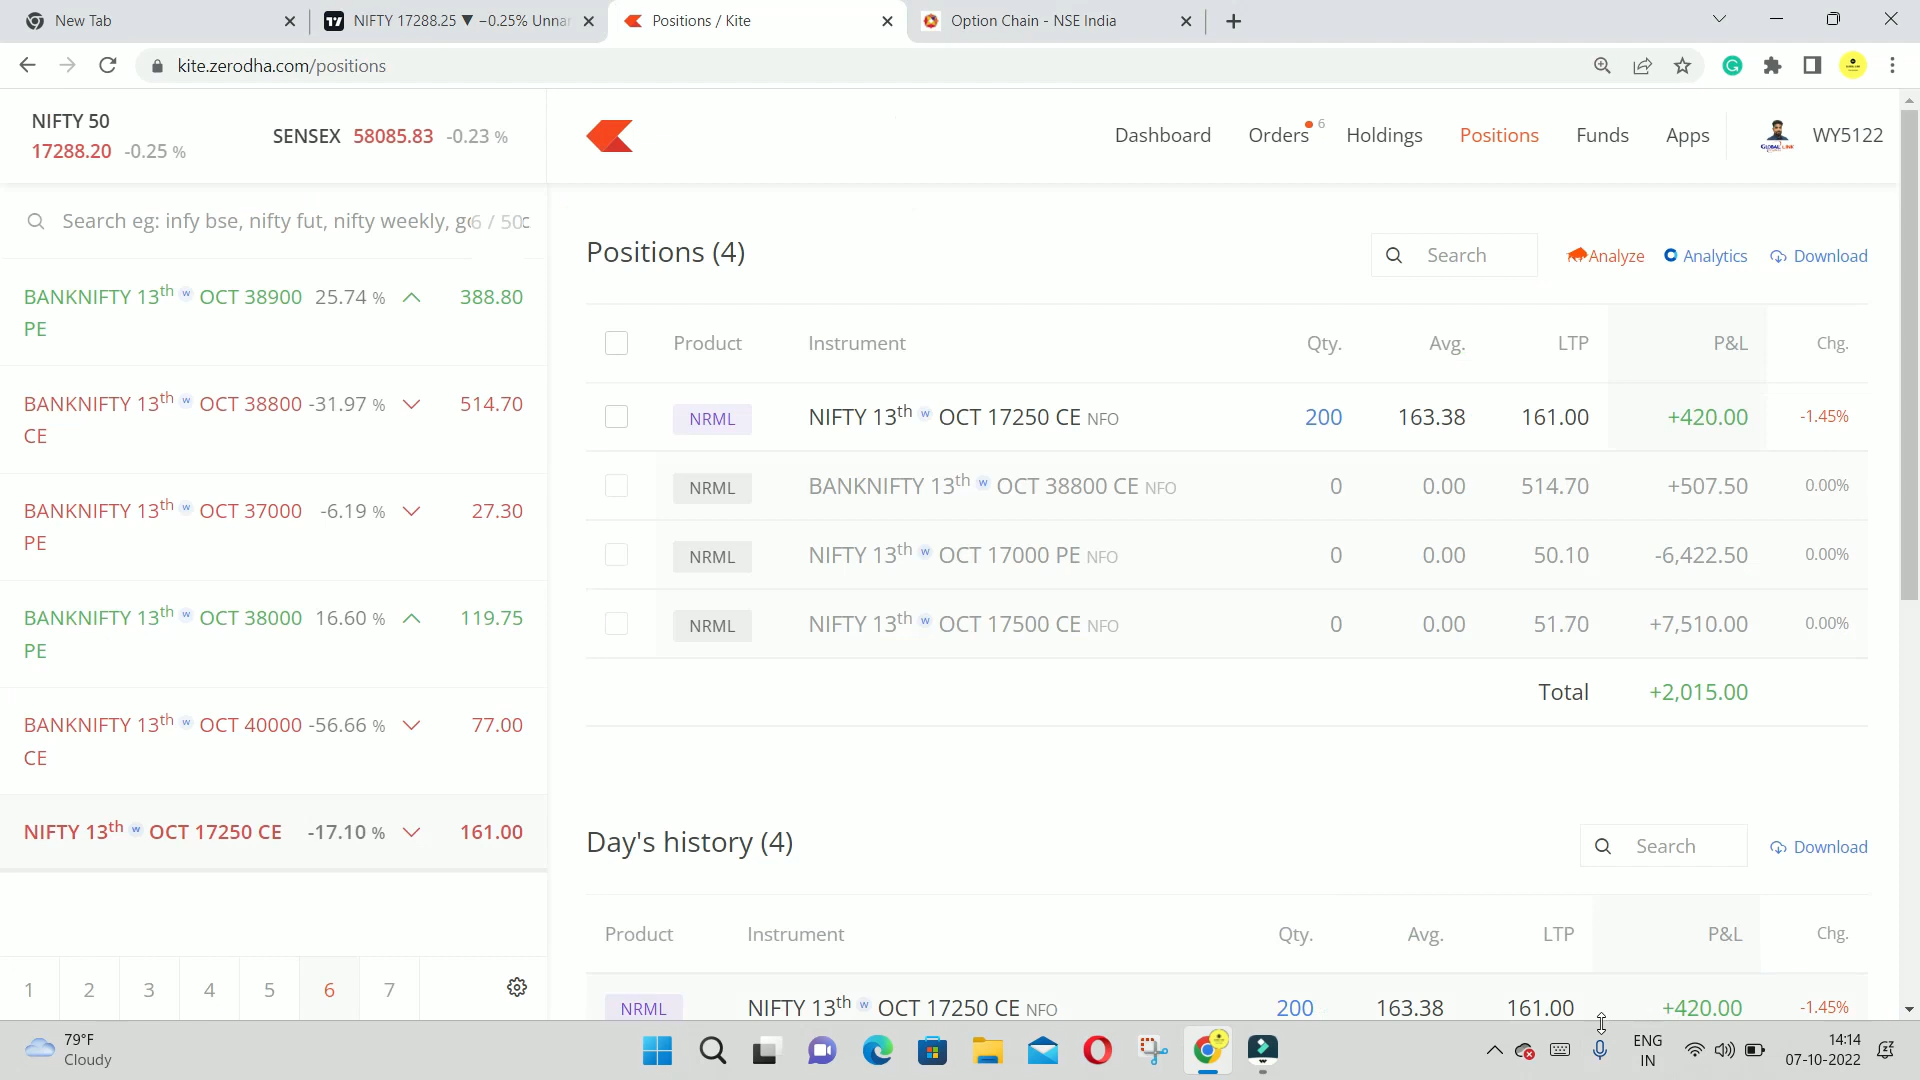 New Tab
NIFTY 17288.25 ▼ −0.25% Unna
Positions / Kite
Option Chain - NSE India
kite.zerodha.com/positions
NIFTY 50
17288.20 -0.25 %
SENSEX 58085.83 -0.23 %
Dashboard
Orders 6
Holdings
Positions
Funds
Apps
WY5122
Search eg: infy bse, nifty fut, nifty weekly, 6 / 50
BANKNIFTY 13th w OCT 38900 25.74 % 388.80
PE
BANKNIFTY 13th w OCT 38800 -31.97 % 514.70
CE
BANKNIFTY 13th w OCT 37000 -6.19 % 27.30
PE
BANKNIFTY 13th w OCT 38000 16.60 % 119.75
PE
BANKNIFTY 13th w OCT 40000 -56.66 % 77.00
CE
NIFTY 13th w OCT 17250 CE -17.10 % 161.00
1 2 3 4 5 6 7
Positions (4)
Search
Analyze
Analytics
Download
Product Instrument Qty. Avg. LTP P&L Chg.
NRML NIFTY 13th w OCT 17250 CE NFO 200 163.38 161.00 +420.00 -1.45%
NRML BANKNIFTY 13th w OCT 38800 CE NFO 0 0.00 514.70 +507.50 0.00%
NRML NIFTY 13th w OCT 17000 PE NFO 0 0.00 50.10 -6,422.50 0.00%
NRML NIFTY 13th w OCT 17500 CE NFO 0 0.00 51.70 +7,510.00 0.00%
Total +2,015.00
Day's history (4)
Search
Download
Product Instrument Qty. Avg. LTP P&L Chg.
NRML NIFTY 13th w OCT 17250 CE NFO 200 163.38 161.00 +420.00 -1.45%
79°F
Cloudy
ENG
IN
14:14
07-10-2022